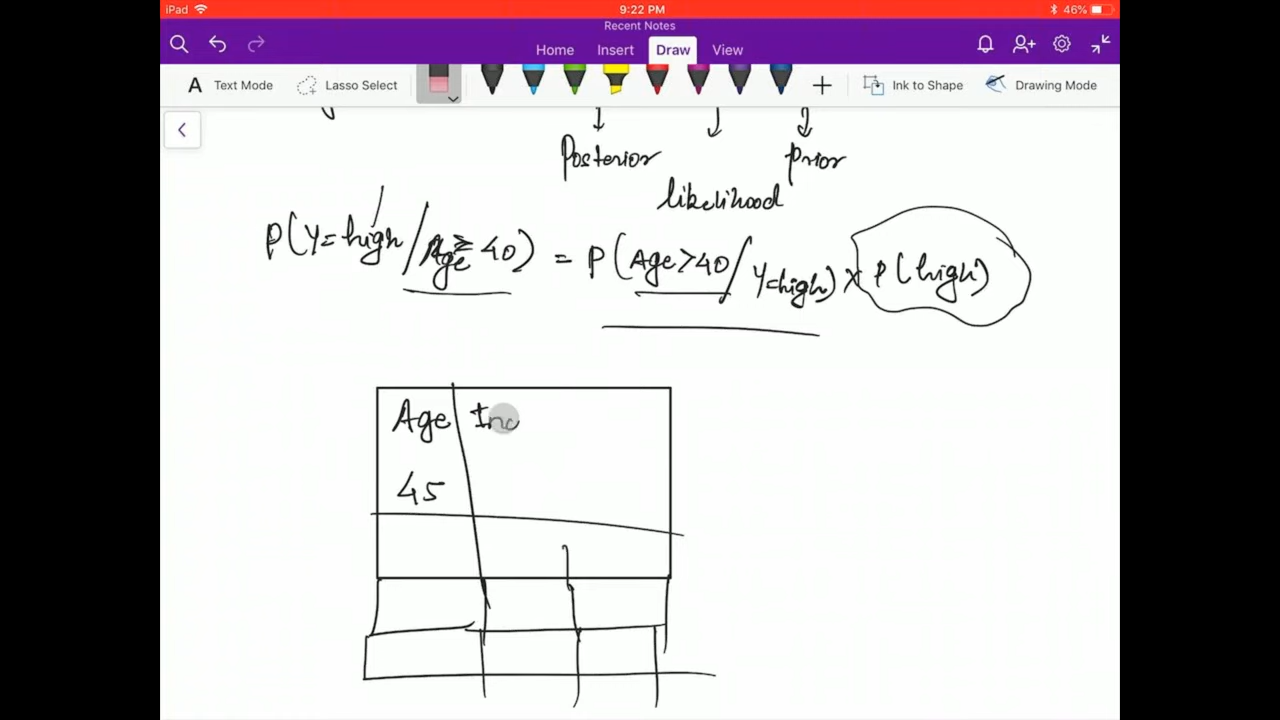 iPad 9:22 PM 46%
Recent Notes
Home Insert Draw View
A Text Mode Lasso Select Ink to Shape Drawing Mode
Posterior Prior
likelihood
P(Y=high/Age≥40) = P(Age>40/Y=high) × P(high)
Age Inc
45